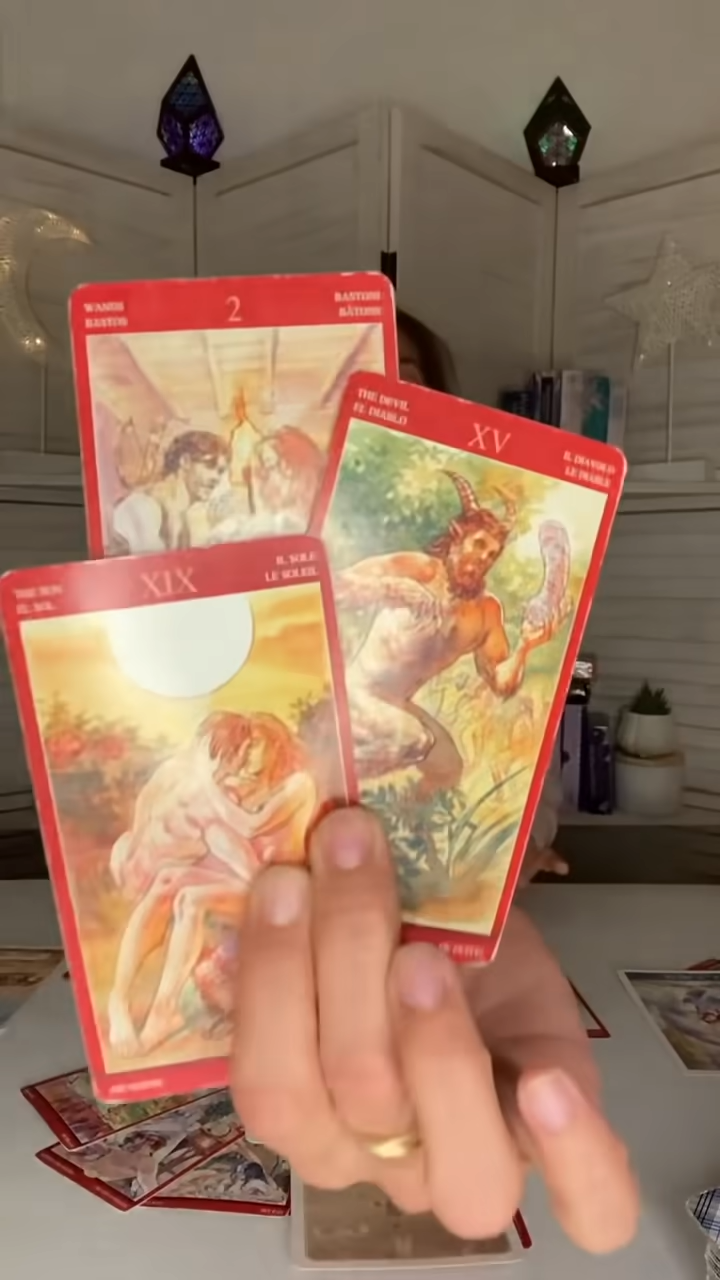 WANDS
BASTOS
2
BASTONI
BÂTONS
THE DEVIL
EL DIABLO
XV
IL DIAVOLO
LE DIABLE
THE SUN
EL SOL
XIX
IL SOLE
LE SOLEIL